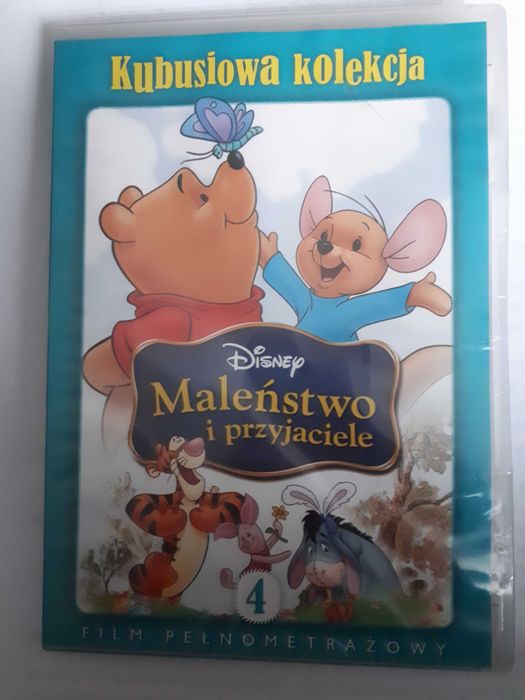 Kubusiowa kolekcja
Disney
Maleństwo
i przyjaciele
4
FILM PEŁNOMETRAŻOWY